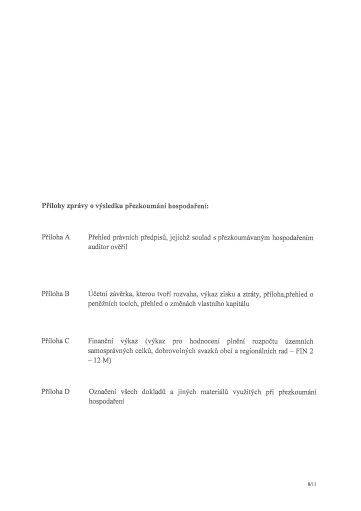 Přílohy zprávy o výsledku přezkoumání hospodaření:
Příloha A Přehled právních předpisů, jejichž soulad s přezkoumávaným hospodařením
auditor ověřil
Příloha B Účetní závěrka, kterou tvoří rozvaha, výkaz zisku a ztráty, příloha,přehled o
peněžních tocích, přehled o změnách vlastního kapitálu
Příloha C Finanční výkaz (výkaz pro hodnocení plnění rozpočtu územních
samosprávných celků, dobrovolných svazků obcí a regionálních rad – FIN 2
– 12 M)
Příloha D Označení všech dokladů a jiných materiálů využitých při přezkoumání
hospodaření